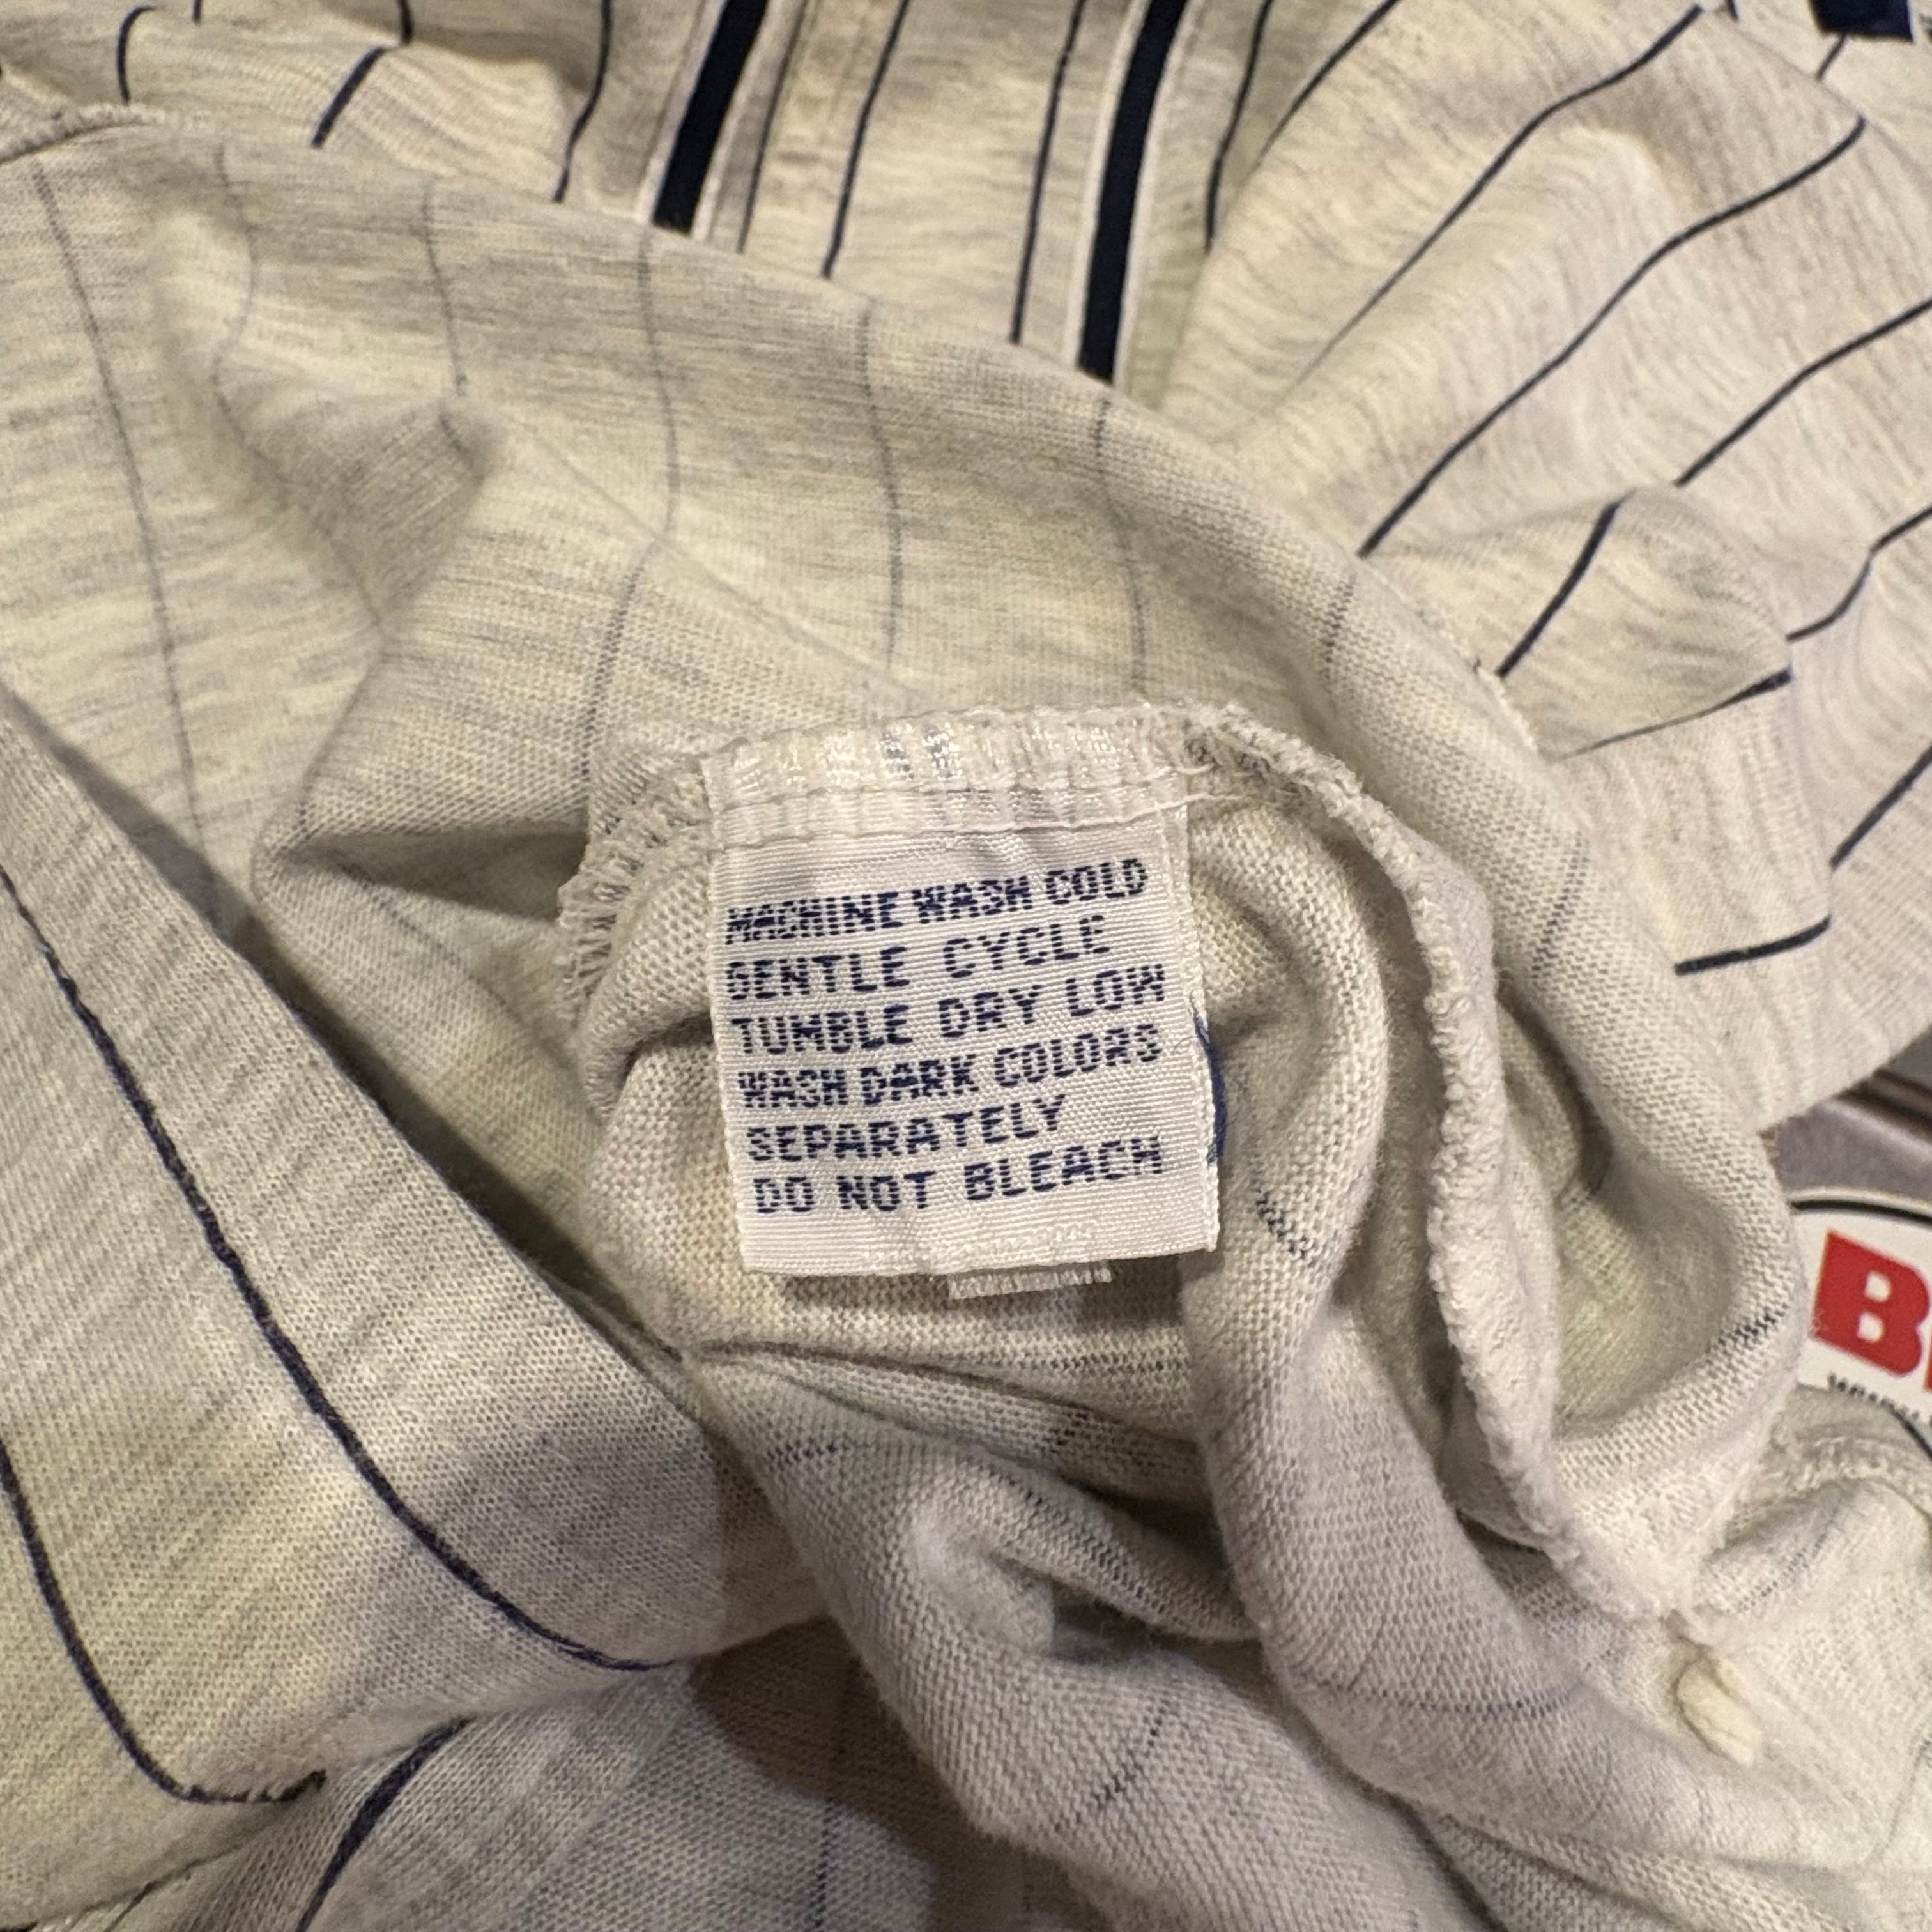 MACHINE WASH COLD
GENTLE CYCLE
TUMBLE DRY LOW
WASH DARK COLORS
SEPARATELY
DO NOT BLEACH
B